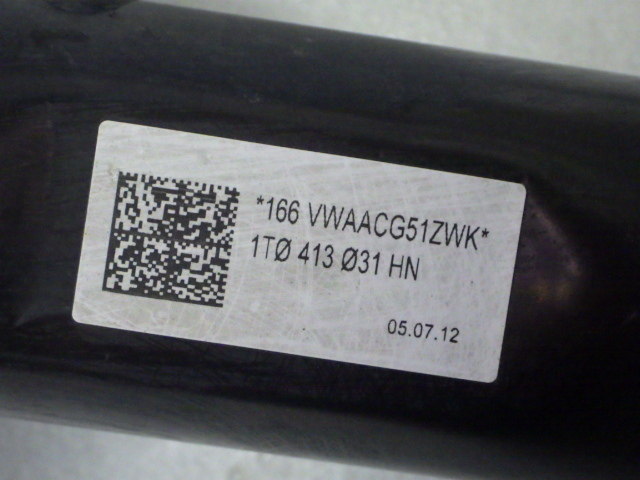 *166 VWAACG51ZWK*
1TØ 413 Ø31 HN
05.07.12